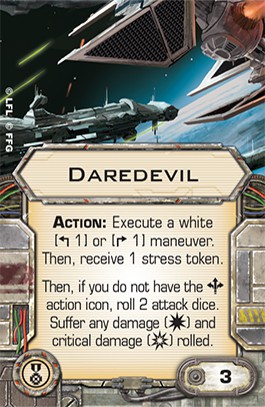 © LFL © FFG
DAREDEVIL
ACTION: Execute a white
(↰ 1) or (↱ 1) maneuver.
Then, receive 1 stress token.
Then, if you do not have the
action icon, roll 2 attack dice.
Suffer any damage ( ) and
critical damage ( ) rolled.
3